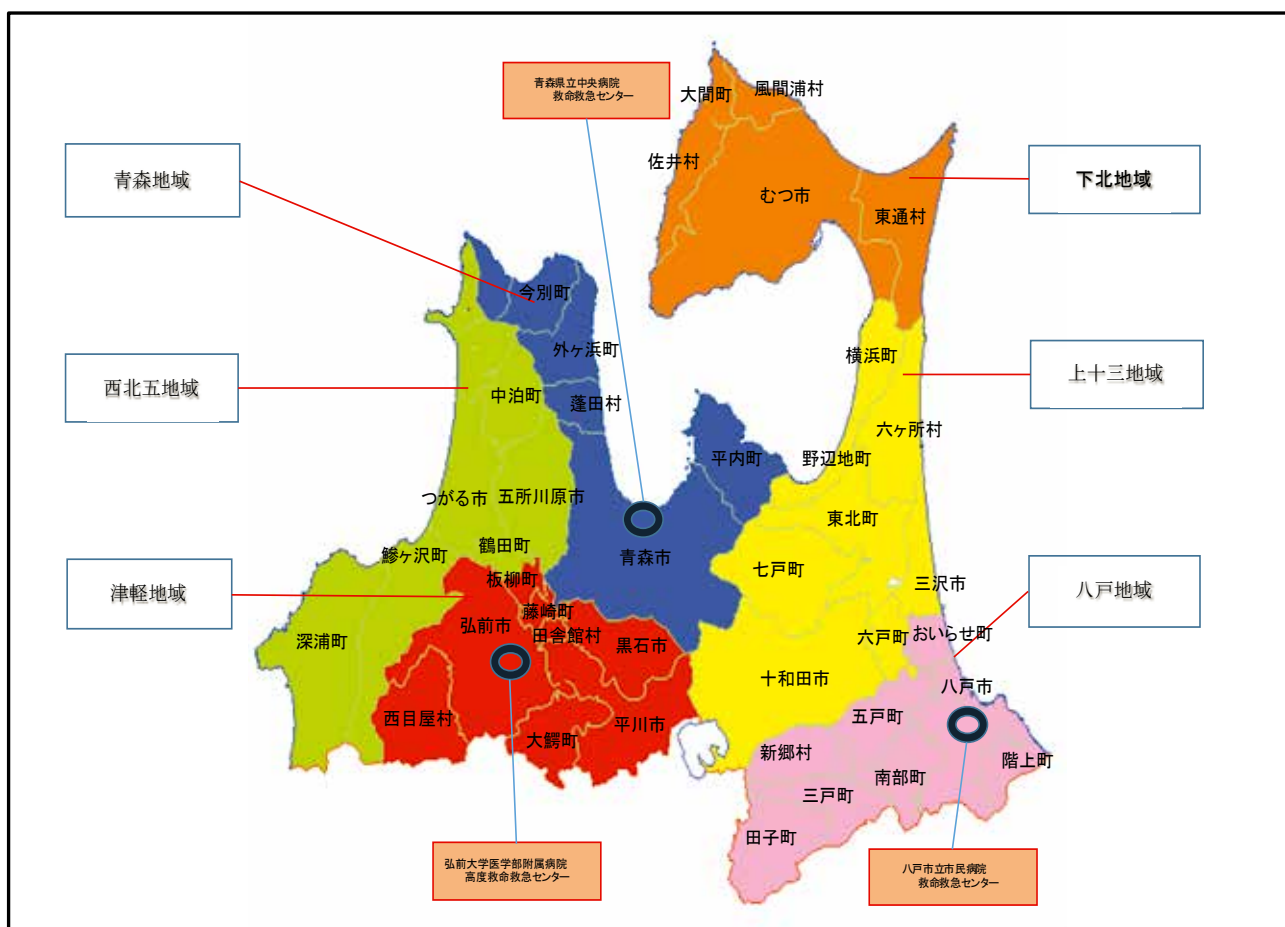 青森県立中央病院
救命救急センター
大間町
風間浦村
青森地域
佐井村
下北地域
むつ市
東通村
今別町
外ヶ浜町
横浜町
西北五地域
上十三地域
中泊町
蓬田村
六ヶ所村
平内町
野辺地町
つがる市
五所川原市
東北町
鶴田町
鰺ヶ沢町
青森市
七戸町
板柳町
三沢市
津軽地域
八戸地域
藤崎町
弘前市
田舎館村
黒石市
六戸町
おいらせ町
深浦町
十和田市
八戸市
西目屋村
平川市
五戸町
大鰐町
新郷村
階上町
南部町
三戸町
田子町
弘前大学医学部附属病院
高度救命救急センター
八戸市立市民病院
救命救急センター